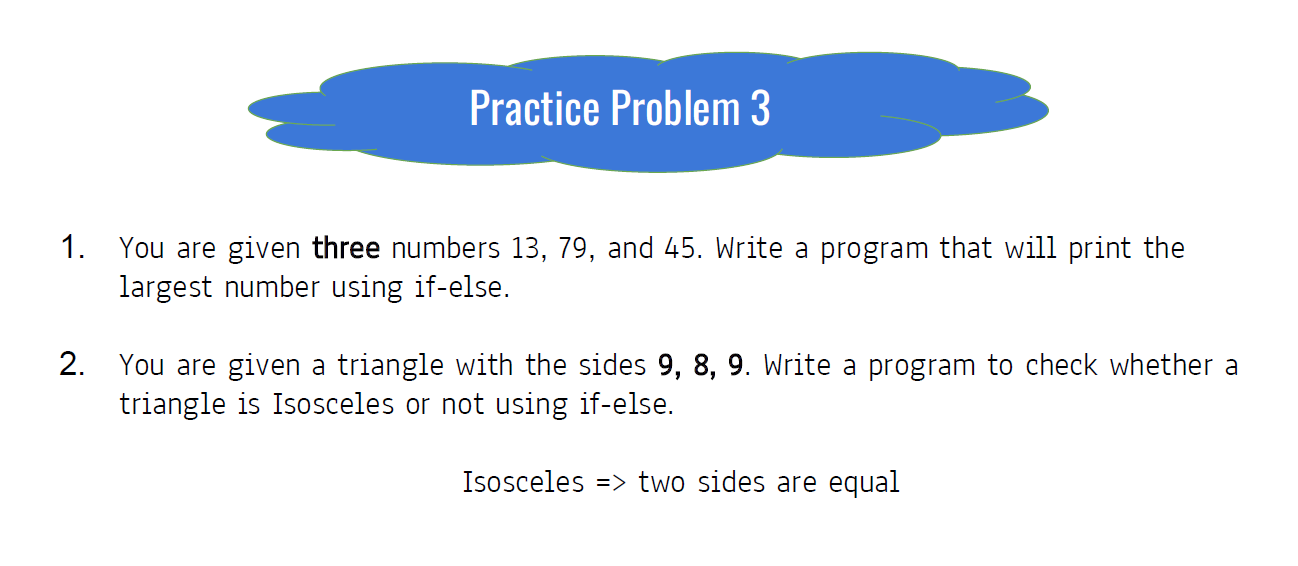 Practice Problem 3
1. You are given three numbers 13, 79, and 45. Write a program that will print the
largest number using if-else.
2. You are given a triangle with the sides 9, 8, 9. Write a program to check whether a
triangle is Isosceles or not using if-else.
Isosceles => two sides are equal